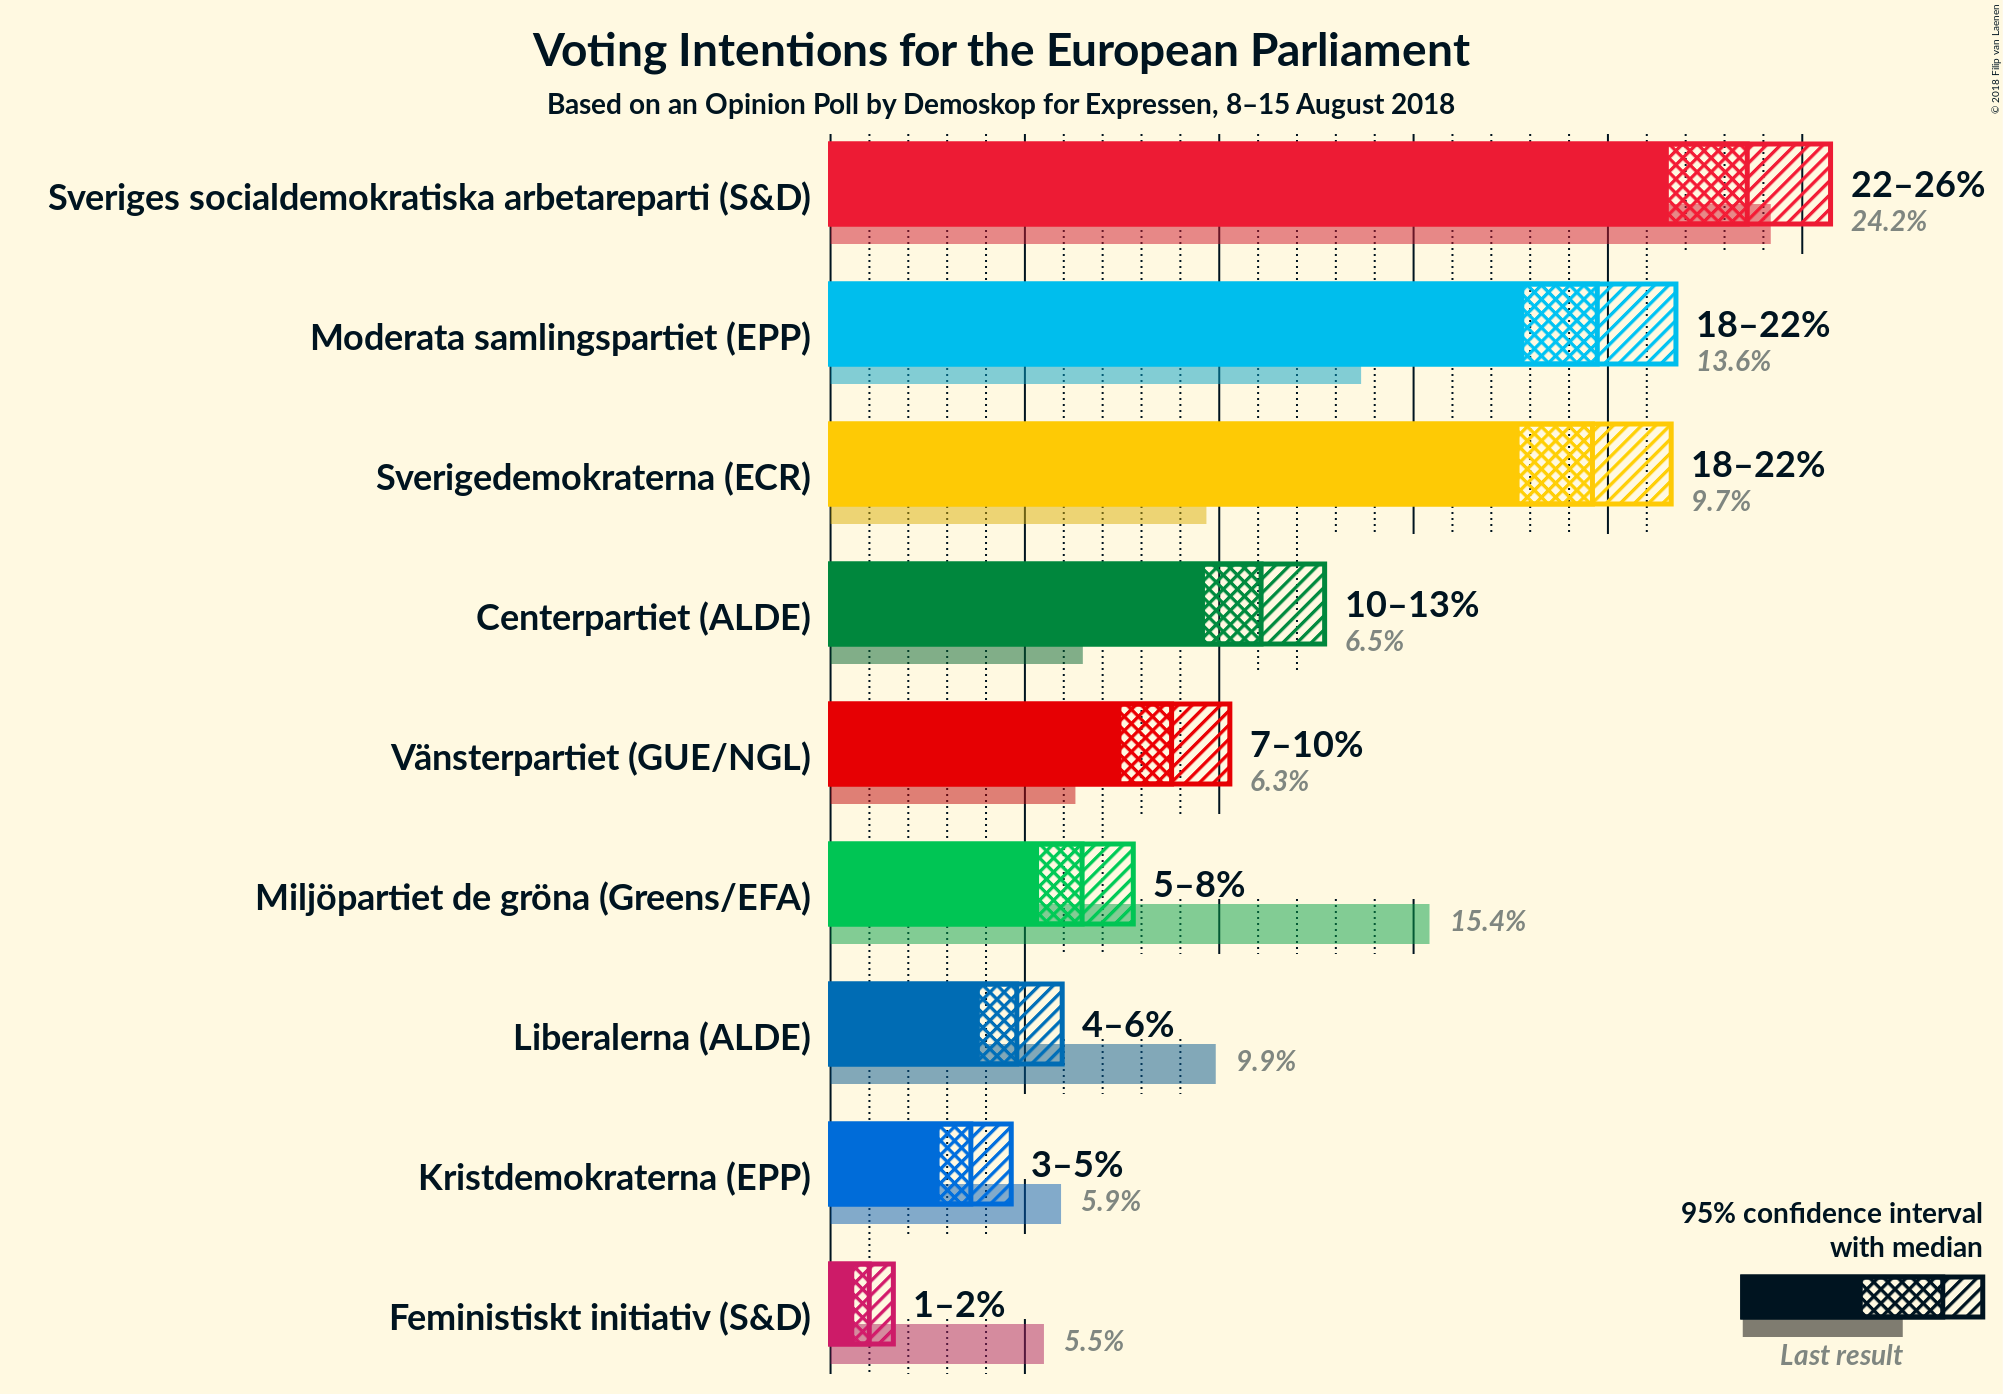 Voting Intentions for the European Parliament
Based on an Opinion Poll by Demoskop for Expressen, 8–15 August 2018
© 2018 Filip van Laenen
Sveriges socialdemokratiska arbetareparti (S&D)
22–26%
24.2%
Moderata samlingspartiet (EPP)
18–22%
13.6%
Sverigedemokraterna (ECR)
18–22%
9.7%
Centerpartiet (ALDE)
10–13%
6.5%
Vänsterpartiet (GUE/NGL)
7–10%
6.3%
Miljöpartiet de gröna (Greens/EFA)
5–8%
15.4%
Liberalerna (ALDE)
4–6%
9.9%
Kristdemokraterna (EPP)
3–5%
5.9%
Feministiskt initiativ (S&D)
1–2%
5.5%
95% confidence interval
with median
Last result